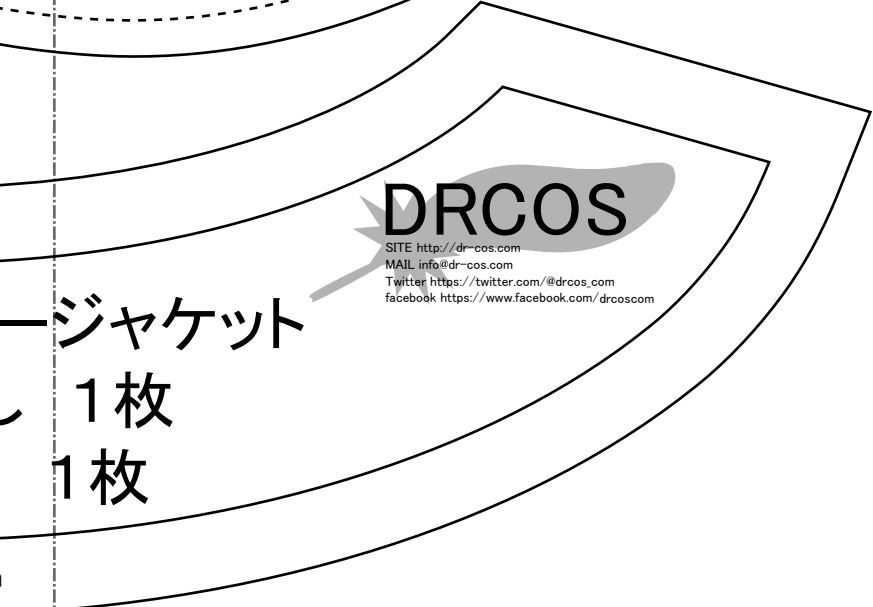 DRCOS
SITE http://dr-cos.com
MAIL info@dr-cos.com
Twitter https://twitter.com/@drcos_com
facebook https://www.facebook.com/drcoscom
ージャケット
し 1枚
1枚